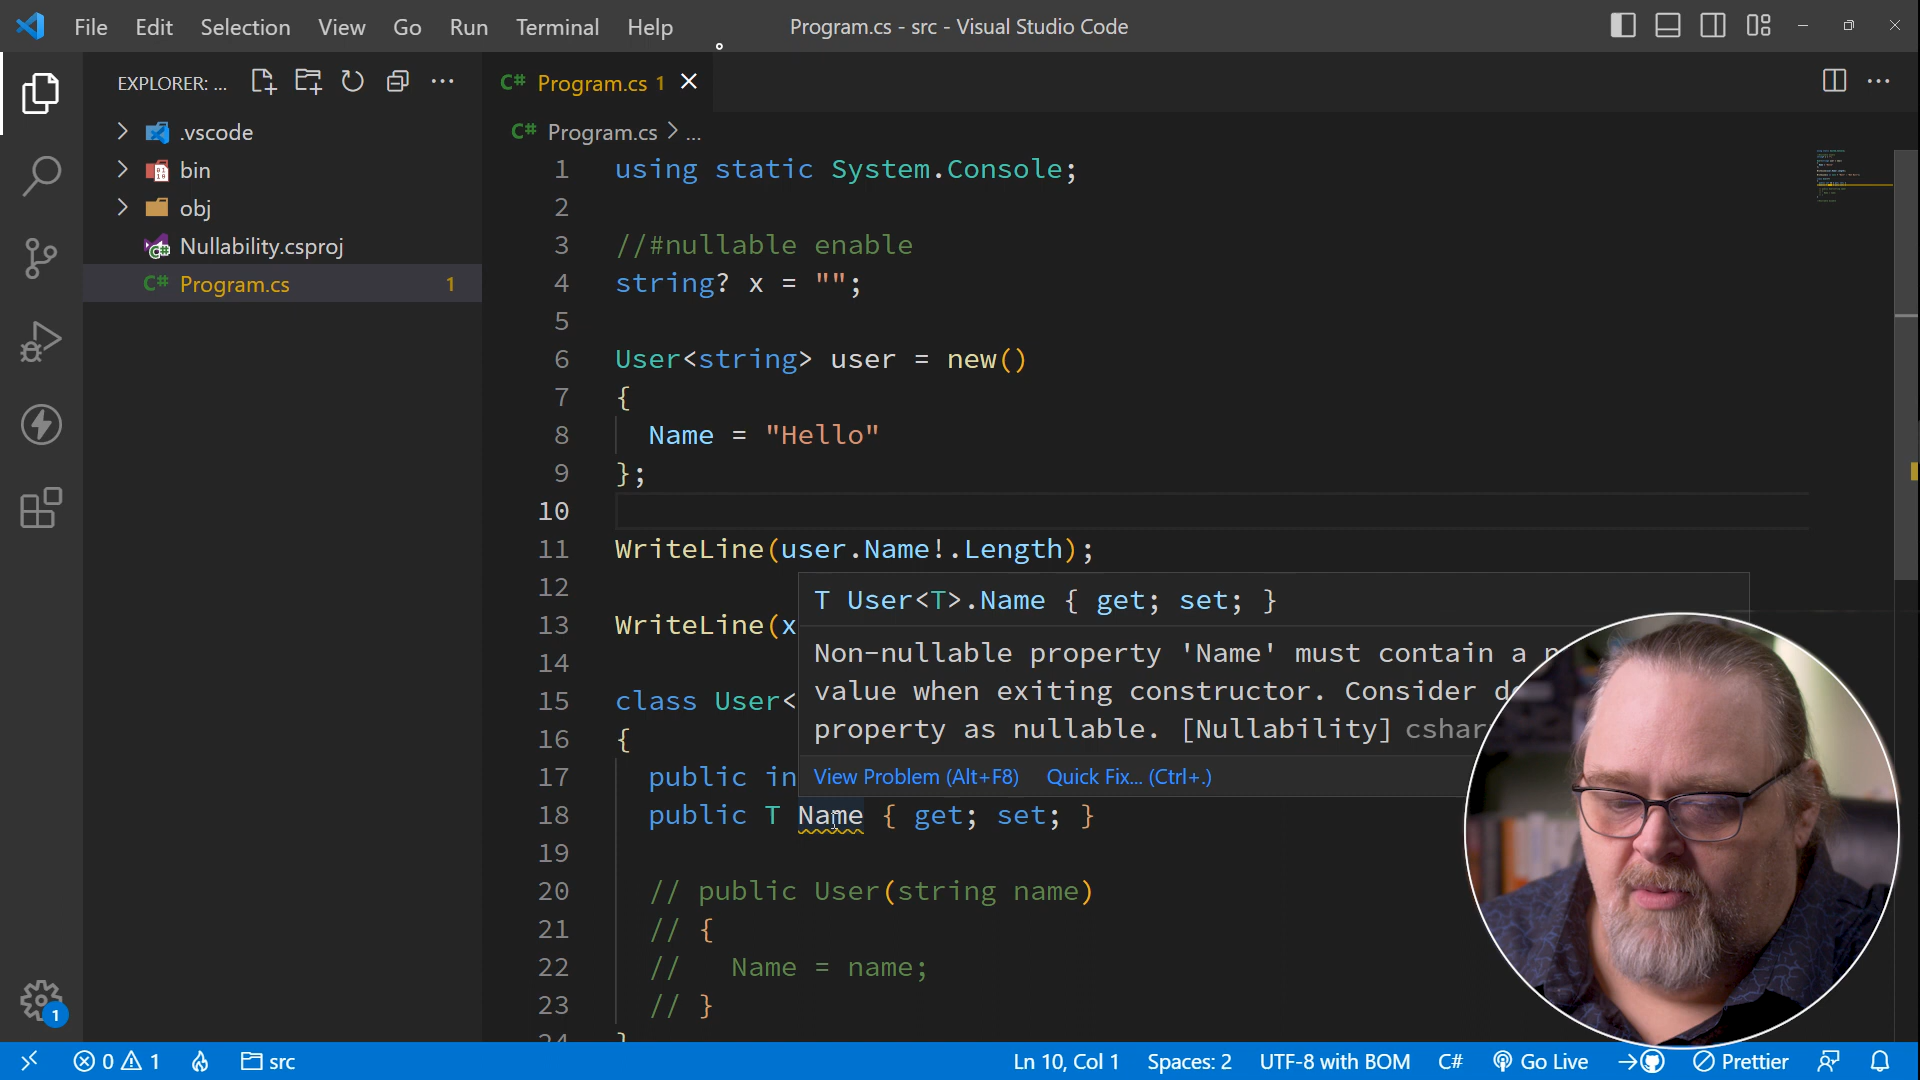 File Edit Selection View Go Run Terminal Help
Program.cs - src - Visual Studio Code
EXPLORER: ...
C# Program.cs 1
.vscode
bin
obj
Nullability.csproj
C# Program.cs 1
C# Program.cs > ...
1 using static System.Console;
2
3 //#nullable enable
4 string? x = "";
5
6 User<string> user = new()
7 {
8 Name = "Hello"
9 };
10
11 WriteLine(user.Name!.Length);
12
13 WriteLine(x
14
15 class User<
16 {
17 public in
18 public T Name { get; set; }
19
20 // public User(string name)
21 // {
22 // Name = name;
23 // }
T User<T>.Name { get; set; }
Non-nullable property 'Name' must contain a
value when exiting constructor. Consider
property as nullable. [Nullability] cshar
View Problem (Alt+F8) Quick Fix... (Ctrl+.)
1
0 1 src
Ln 10, Col 1 Spaces: 2 UTF-8 with BOM C# Go Live Prettier